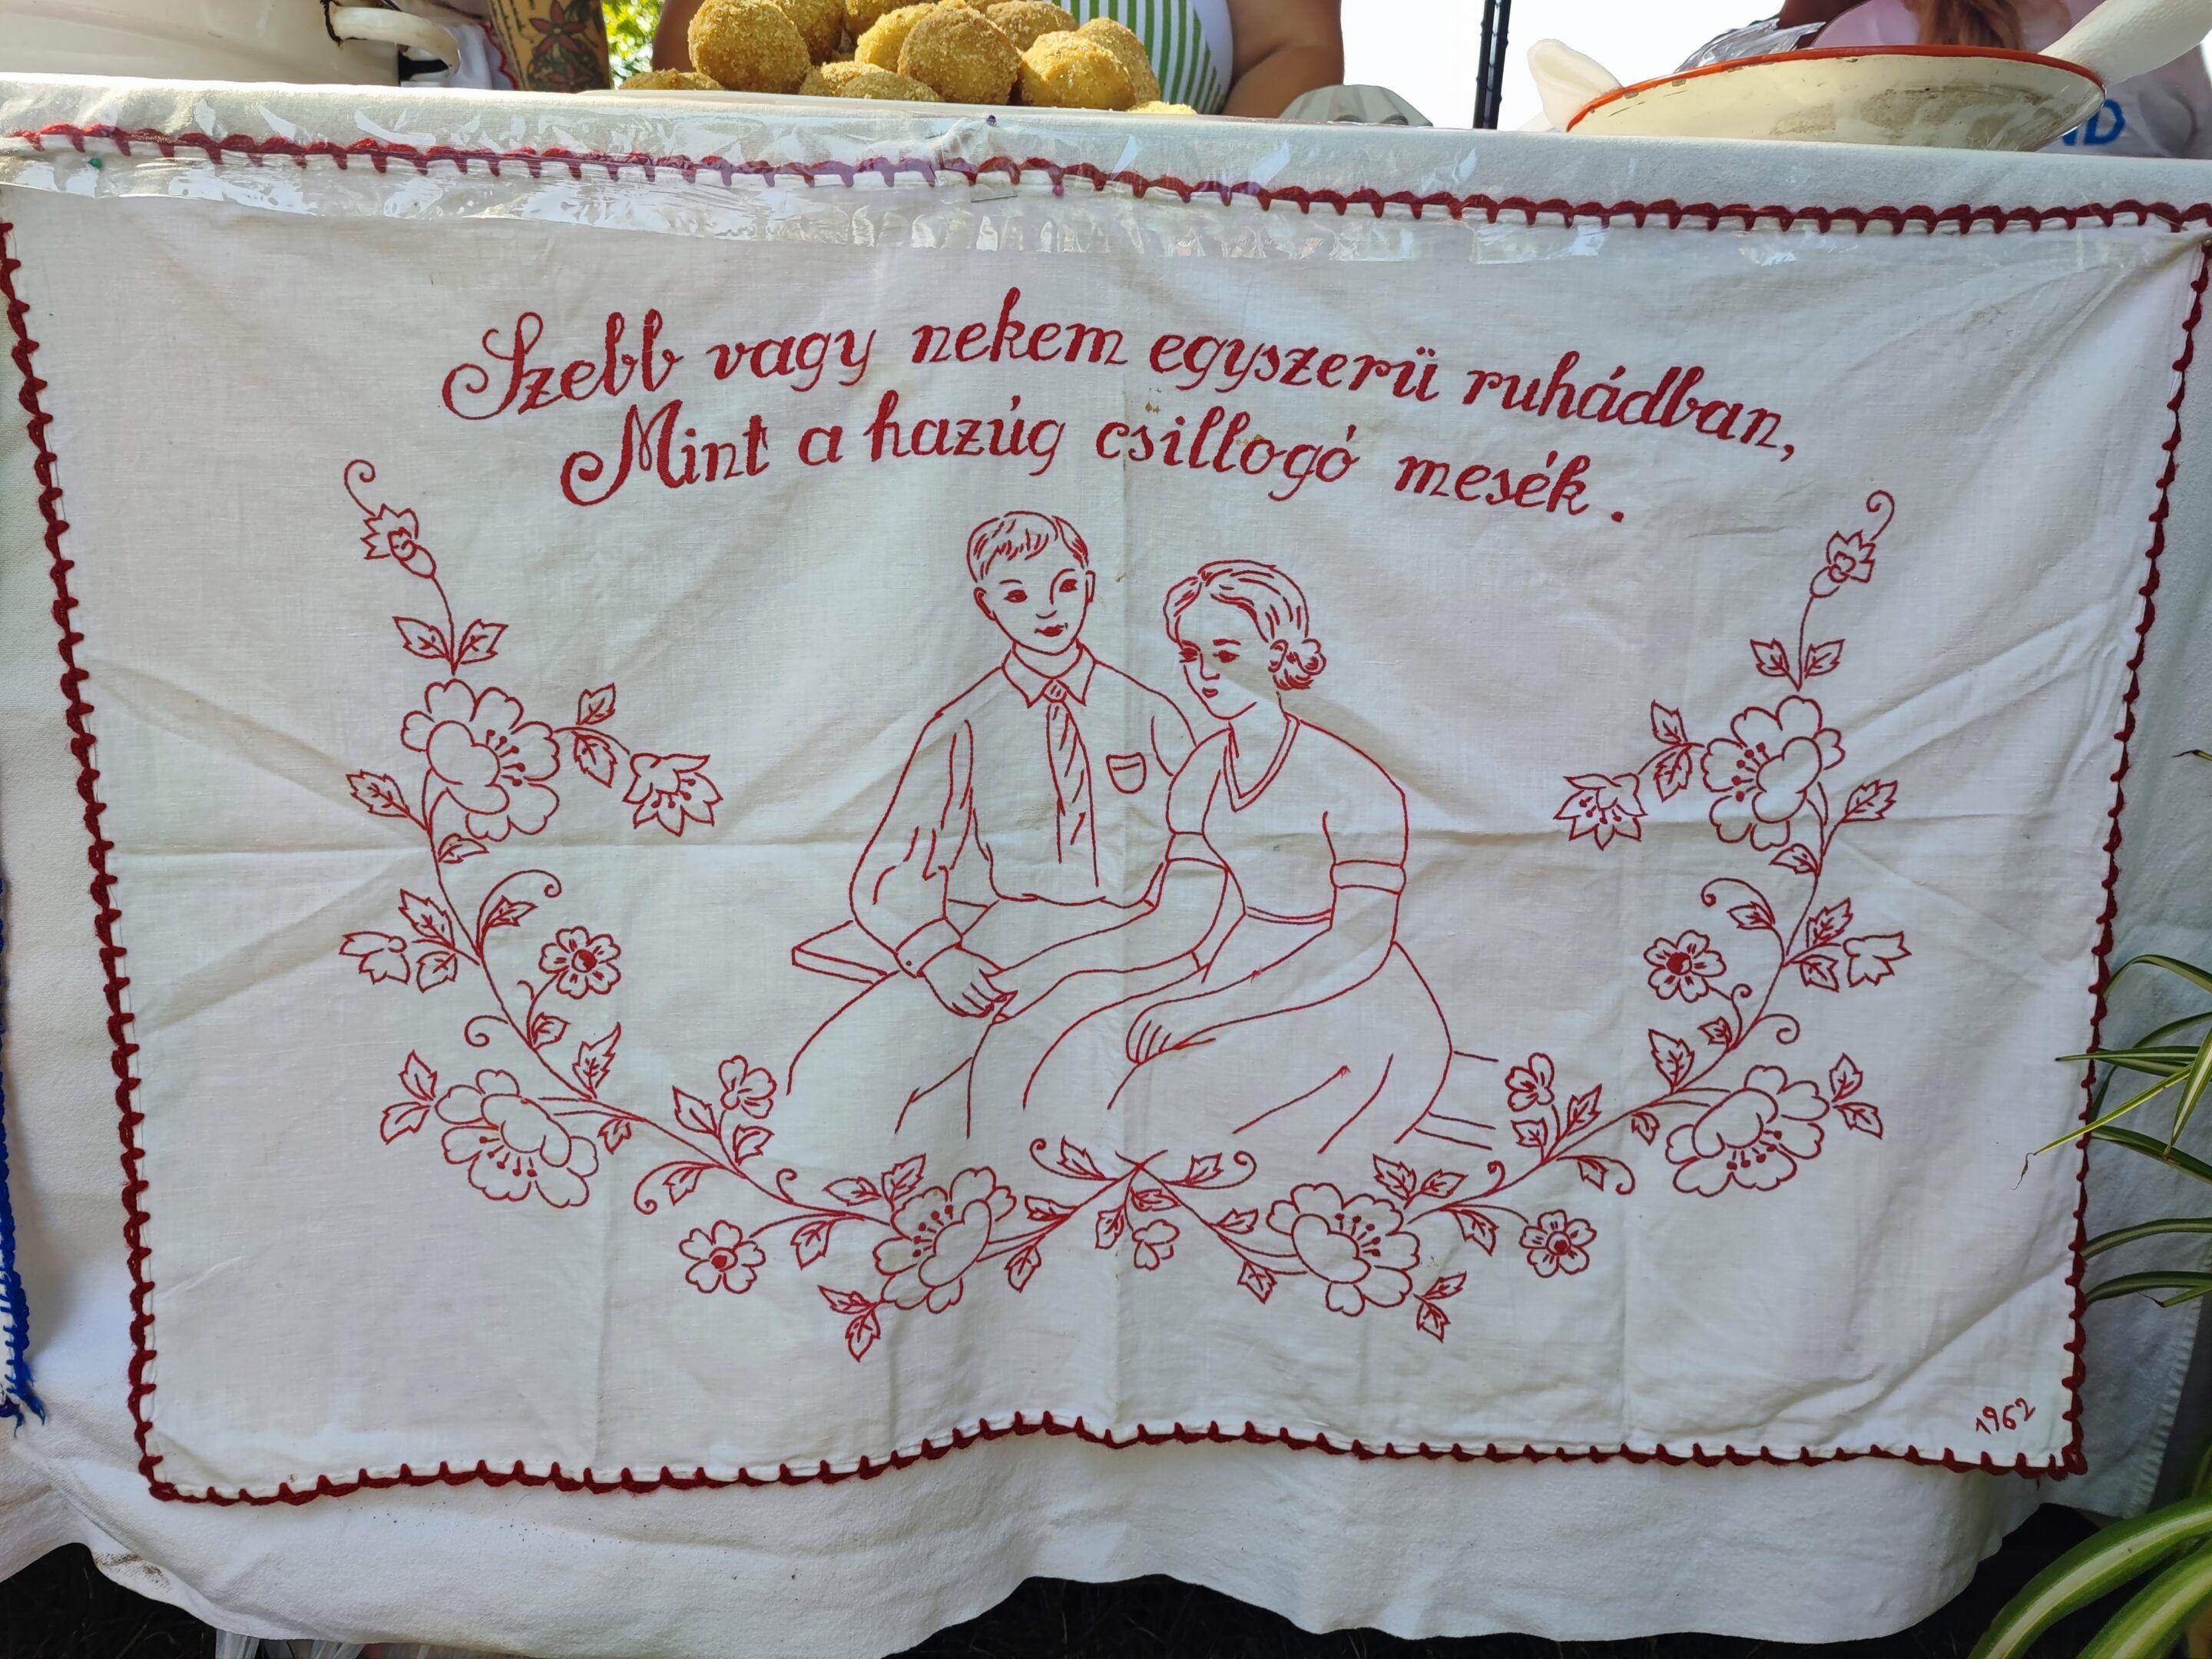 Szebb vagy nekem egyszerü ruhádban,
Mint a hazúg csillogó mesék.
1962